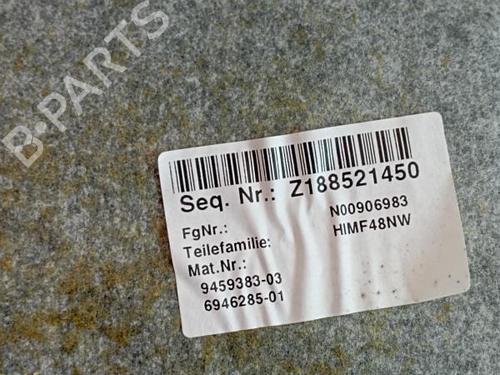 B-PARTS
Seq. Nr.: Z188521450
FgNr.: N00906983
Teilefamilie: HIMF48NW
Mat.Nr.:
9459383-03
6946285-01